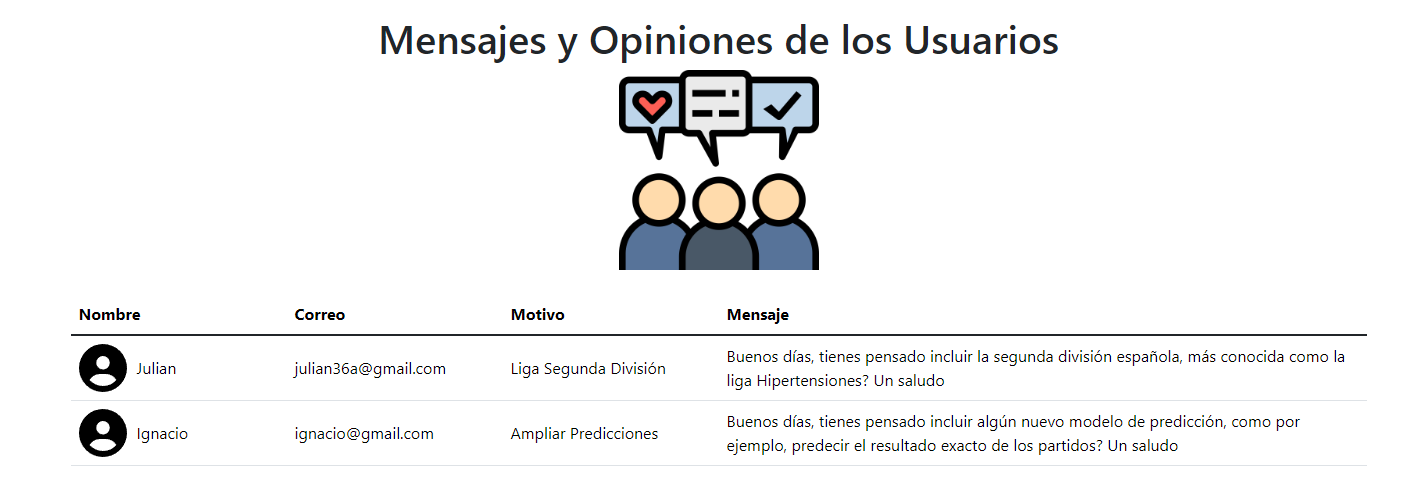 Mensajes y Opiniones de los Usuarios
Nombre Correo Motivo Mensaje
Julian julian36a@gmail.com Liga Segunda División Buenos días, tienes pensado incluir la segunda división española, más conocida como la
liga Hipertensiones? Un saludo
Ignacio ignacio@gmail.com Ampliar Predicciones Buenos días, tienes pensado incluir algún nuevo modelo de predicción, como por
ejemplo, predecir el resultado exacto de los partidos? Un saludo